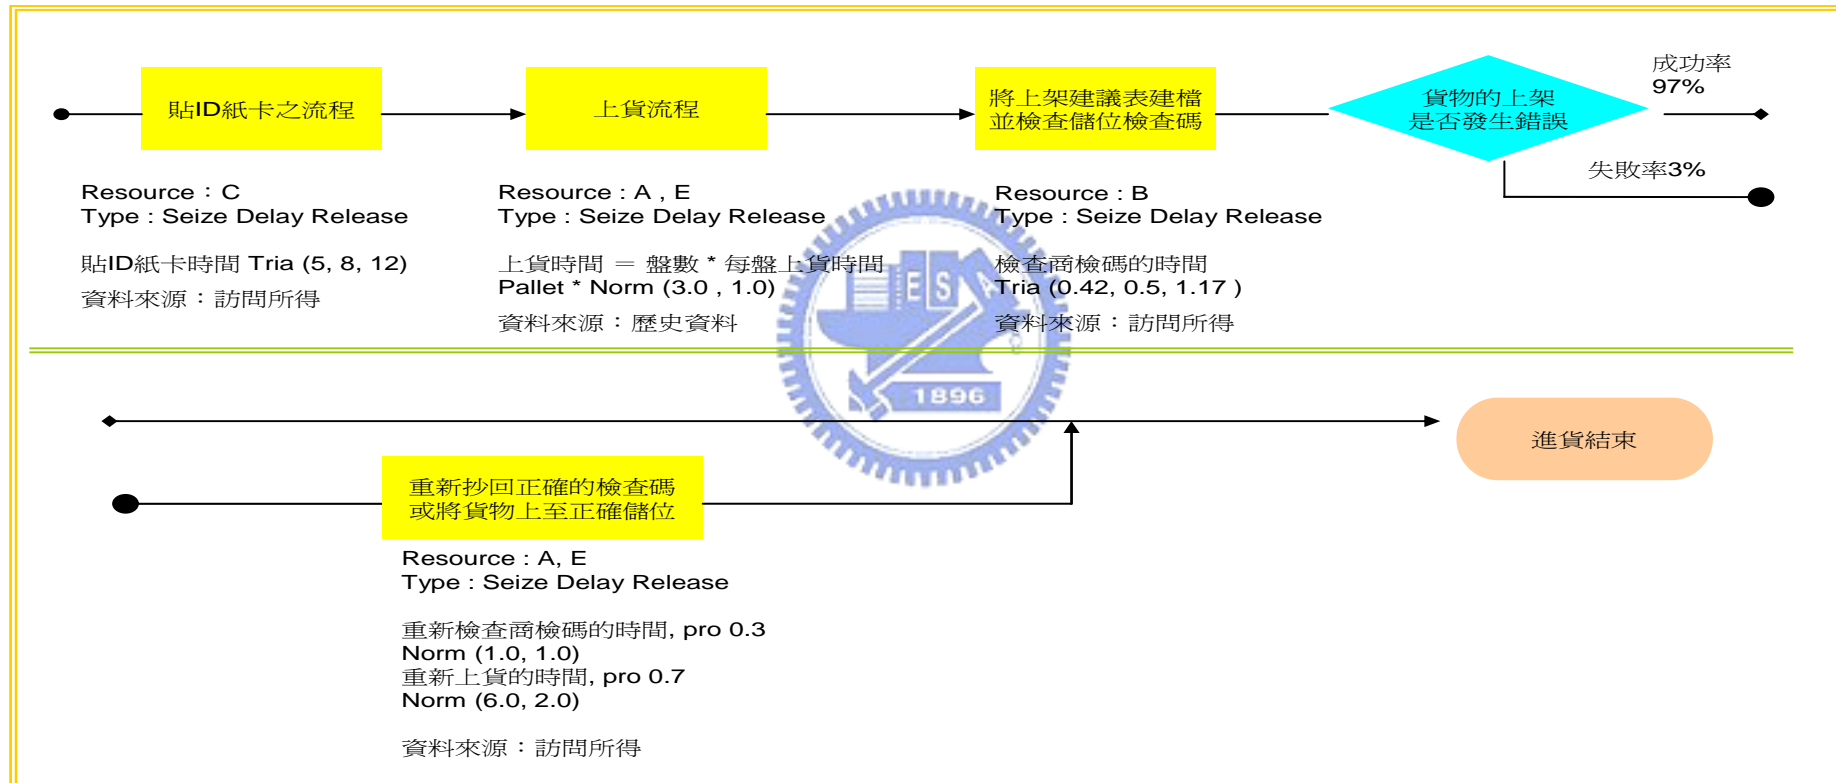 貼ID紙卡之流程
上貨流程
將上架建議表建檔
並檢查儲位檢查碼
貨物的上架
是否發生錯誤
成功率
97%
失敗率3%
Resource：C
Type : Seize Delay Release
貼ID紙卡時間 Tria (5, 8, 12)
資料來源：訪問所得
Resource : A , E
Type : Seize Delay Release
上貨時間 ＝ 盤數 * 每盤上貨時間
Pallet * Norm (3.0 , 1.0)
資料來源：歷史資料
Resource : B
Type : Seize Delay Release
檢查商檢碼的時間
Tria (0.42, 0.5, 1.17 )
資料來源：訪問所得
ES
A
1896
進貨結束
重新抄回正確的檢查碼
或將貨物上至正確儲位
Resource : A, E
Type : Seize Delay Release
重新檢查商檢碼的時間, pro 0.3
Norm (1.0, 1.0)
重新上貨的時間, pro 0.7
Norm (6.0, 2.0)
資料來源：訪問所得